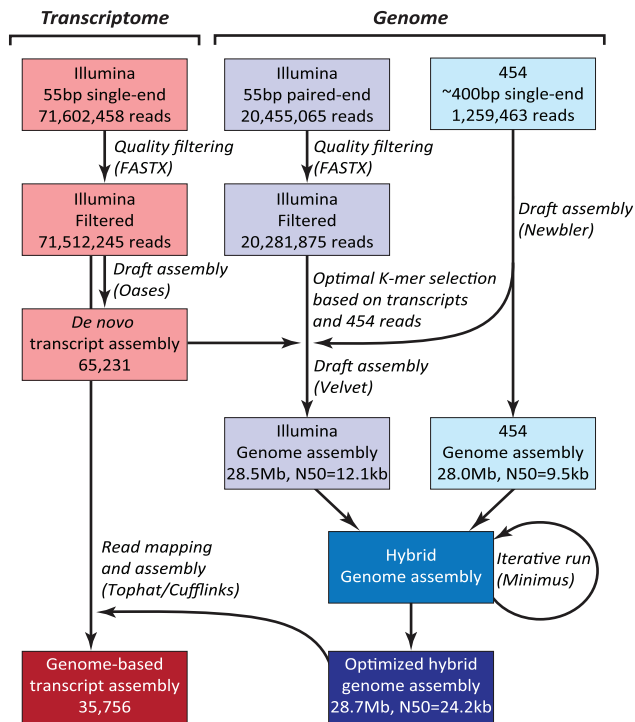 Transcriptome
Genome
Illumina
55bp single-end
71,602,458 reads
Illumina
55bp paired-end
20,455,065 reads
454
~400bp single-end
1,259,463 reads
Quality filtering
(FASTX)
Quality filtering
(FASTX)
Illumina
Filtered
71,512,245 reads
Illumina
Filtered
20,281,875 reads
Draft assembly
(Newbler)
Draft assembly
(Oases)
Optimal K-mer selection
based on transcripts
and 454 reads
De novo
transcript assembly
65,231
Draft assembly
(Velvet)
Illumina
Genome assembly
28.5Mb, N50=12.1kb
454
Genome assembly
28.0Mb, N50=9.5kb
Hybrid
Genome assembly
Iterative run
(Minimus)
Read mapping
and assembly
(Tophat/Cufflinks)
Genome-based
transcript assembly
35,756
Optimized hybrid
genome assembly
28.7Mb, N50=24.2kb